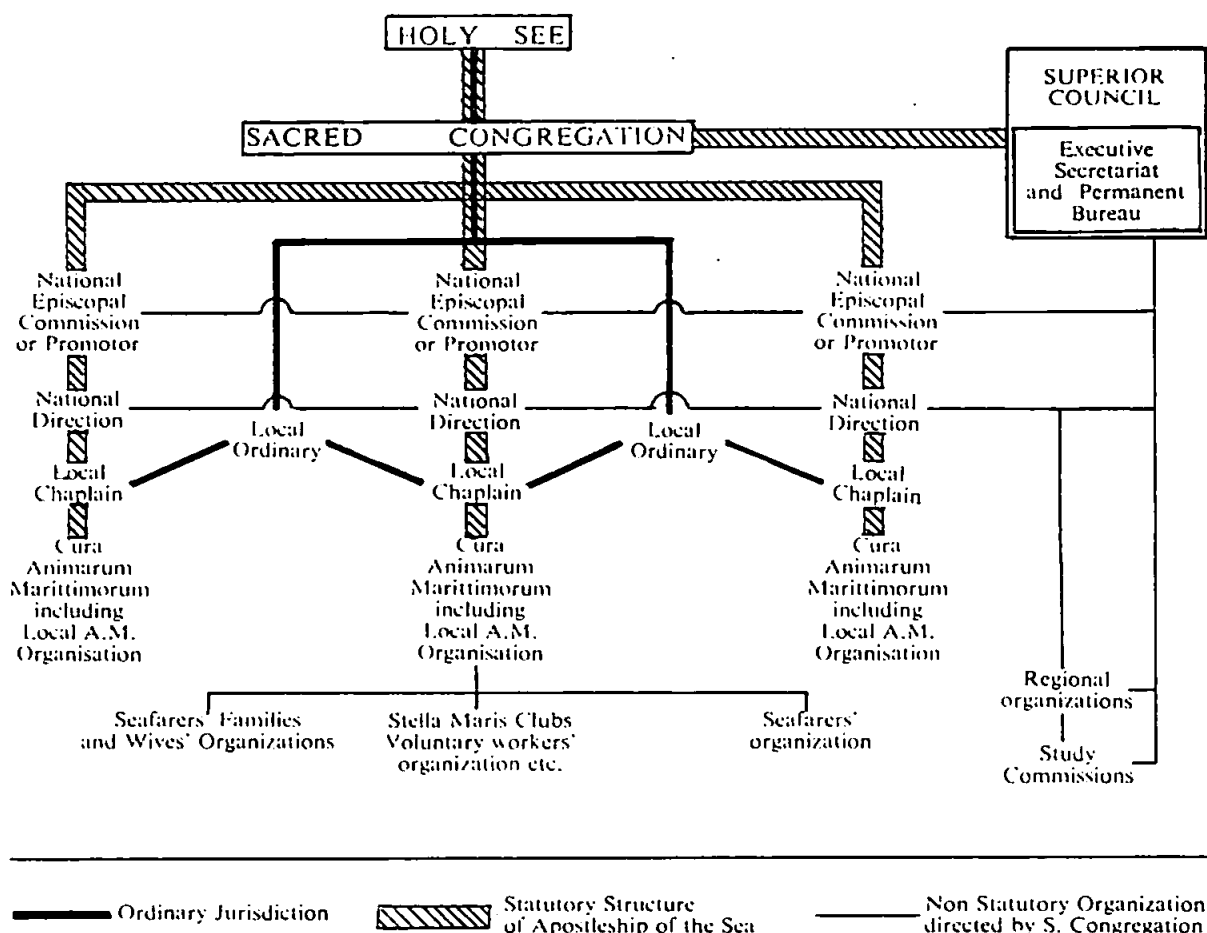 HOLY SEE
SACRED CONGREGATION
SUPERIOR
COUNCIL
Executive
Secretariat
and Permanent
Bureau
National
Episcopal
Commission
or Promotor
National
Episcopal
Commission
or Promotor
National
Episcopal
Commission
or Promotor
National
Direction
Local
Ordinary
National
Direction
Local
Ordinary
National
Direction
Local
Chaplain
Local
Chaplain
Local
Chaplain
Cura
Animarum
Marittimorum
including
Local A.M.
Organisation
Cura
Animarum
Marittimorum
including
Local A.M.
Organisation
Cura
Animarum
Marittimorum
including
Local A.M.
Organisation
Seafarers' Families
and Wives' Organizations
Stella Maris Clubs
Voluntary workers'
organization etc.
Seafarers'
organization
Regional
organizations
Study
Commissions
Ordinary Jurisdiction
Statutory Structure
of Apostleship of the Sea
Non Statutory Organization
directed by S. Congregation